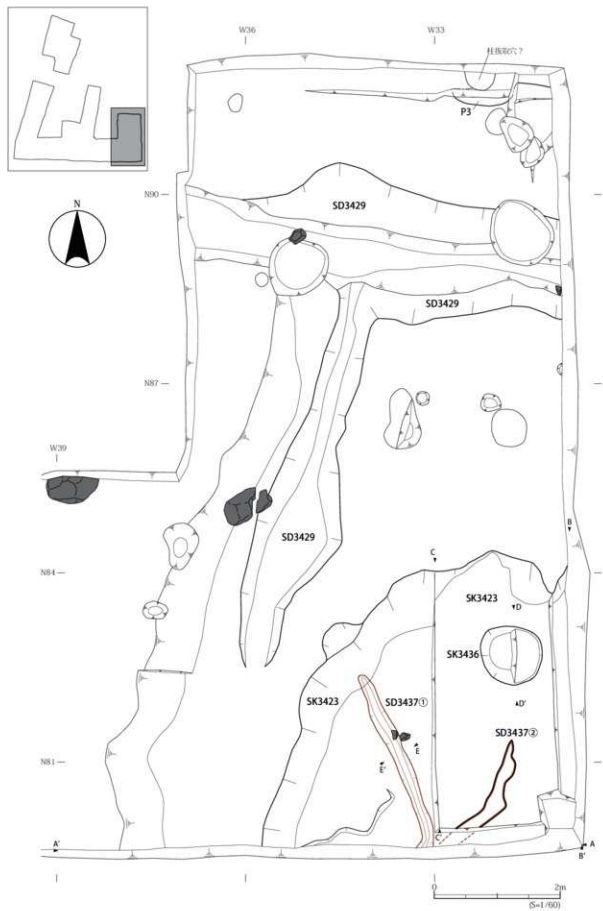 W36
W33
柱抜取穴?
P3
N90
SD3429
N
SD3429
N87
W39
B
SD3429
C
N84
SK3423
D
SK3436
SK3423
SD3437①
D'
SD3437②
E
N81
E'
C'
A'
A
B'
0
2m
(S=1/60)